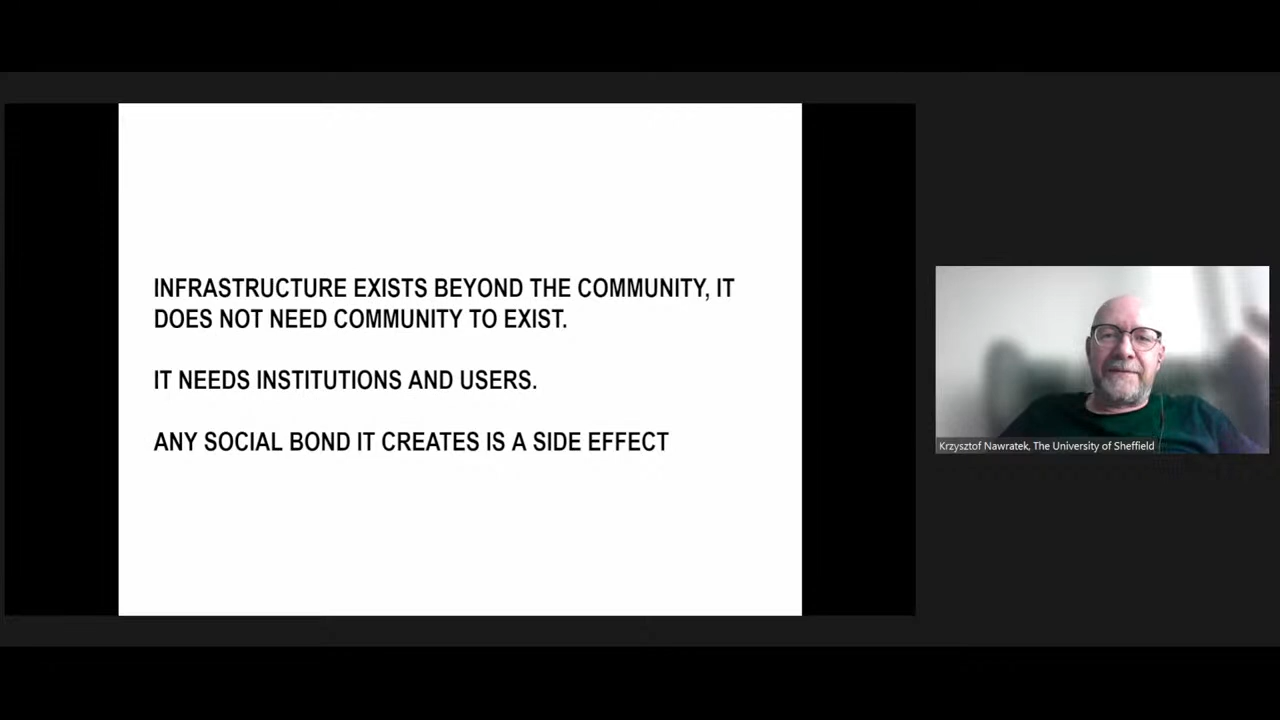 INFRASTRUCTURE EXISTS BEYOND THE COMMUNITY, IT
DOES NOT NEED COMMUNITY TO EXIST.
IT NEEDS INSTITUTIONS AND USERS.
ANY SOCIAL BOND IT CREATES IS A SIDE EFFECT
Krzysztof Nawratek, The University of Sheffield